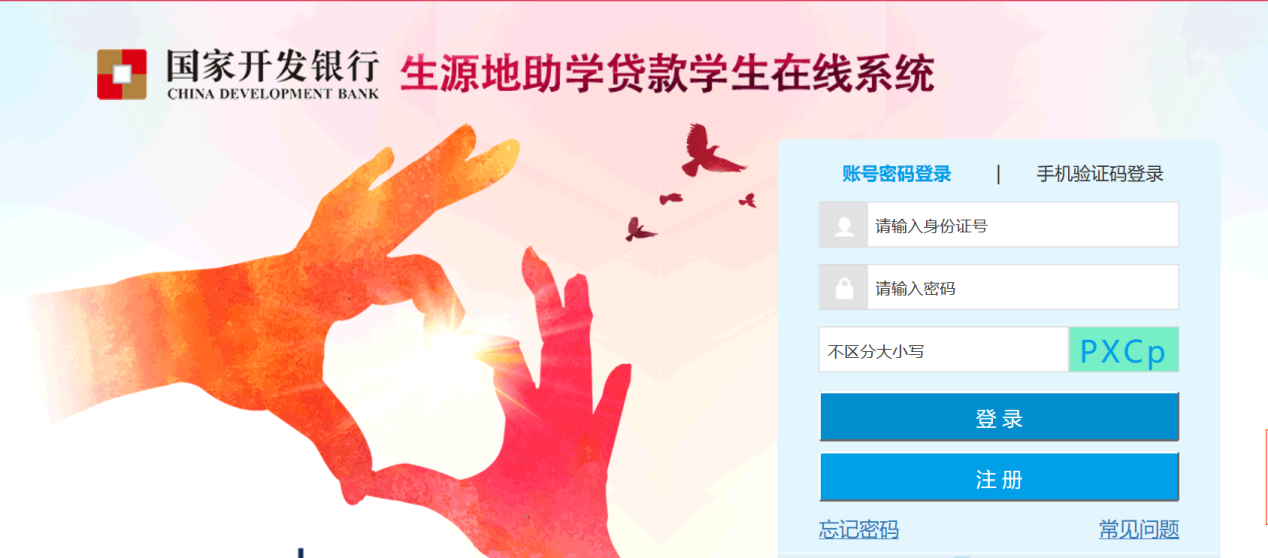 国家开发银行
CHINA DEVELOPMENT BANK
生源地助学贷款学生在线系统
账号密码登录 | 手机验证码登录
请输入身份证号
请输入密码
不区分大小写 PXCp
登 录
注 册
忘记密码 常见问题